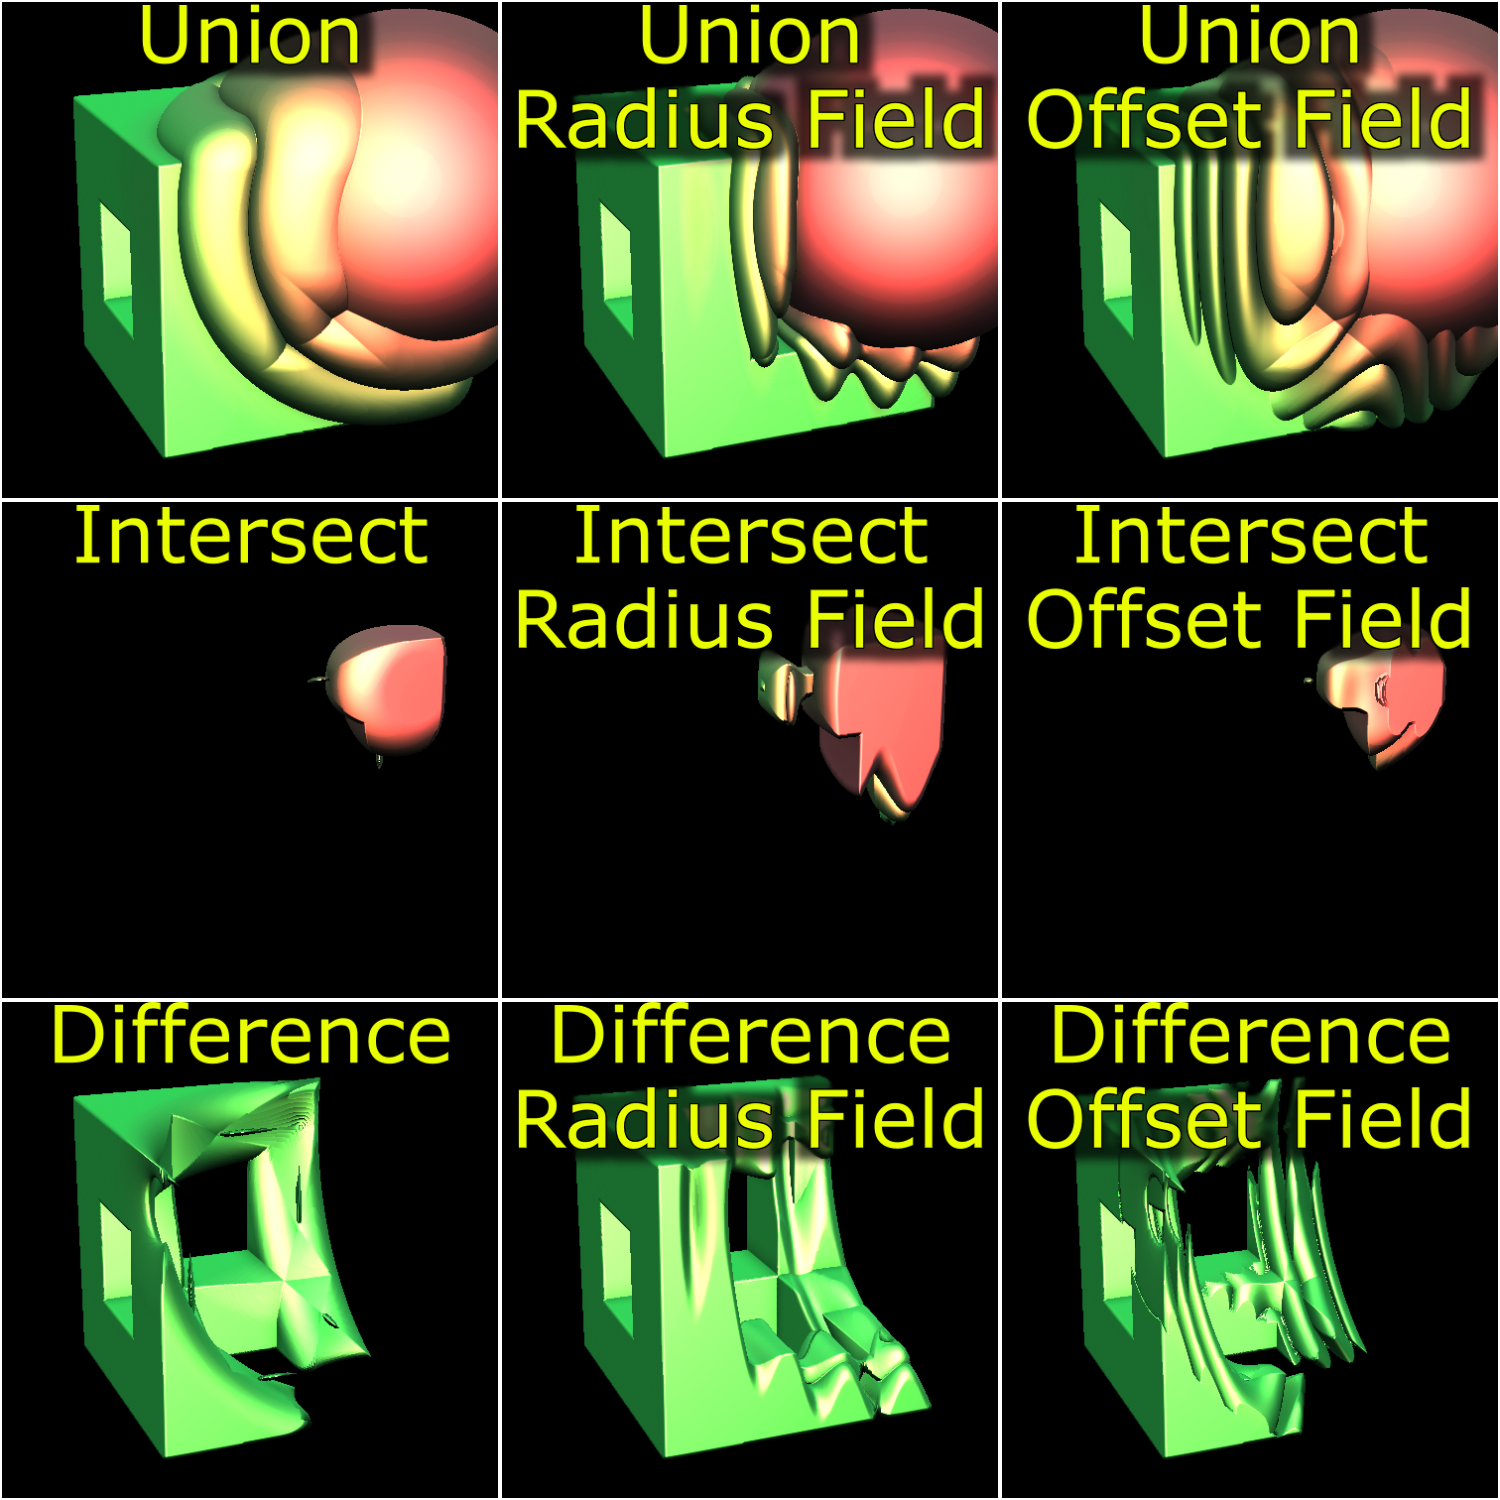 Union
Union
Radius Field
Union
Offset Field
Intersect
Intersect
Radius Field
Intersect
Offset Field
Difference
Difference
Radius Field
Difference
Offset Field